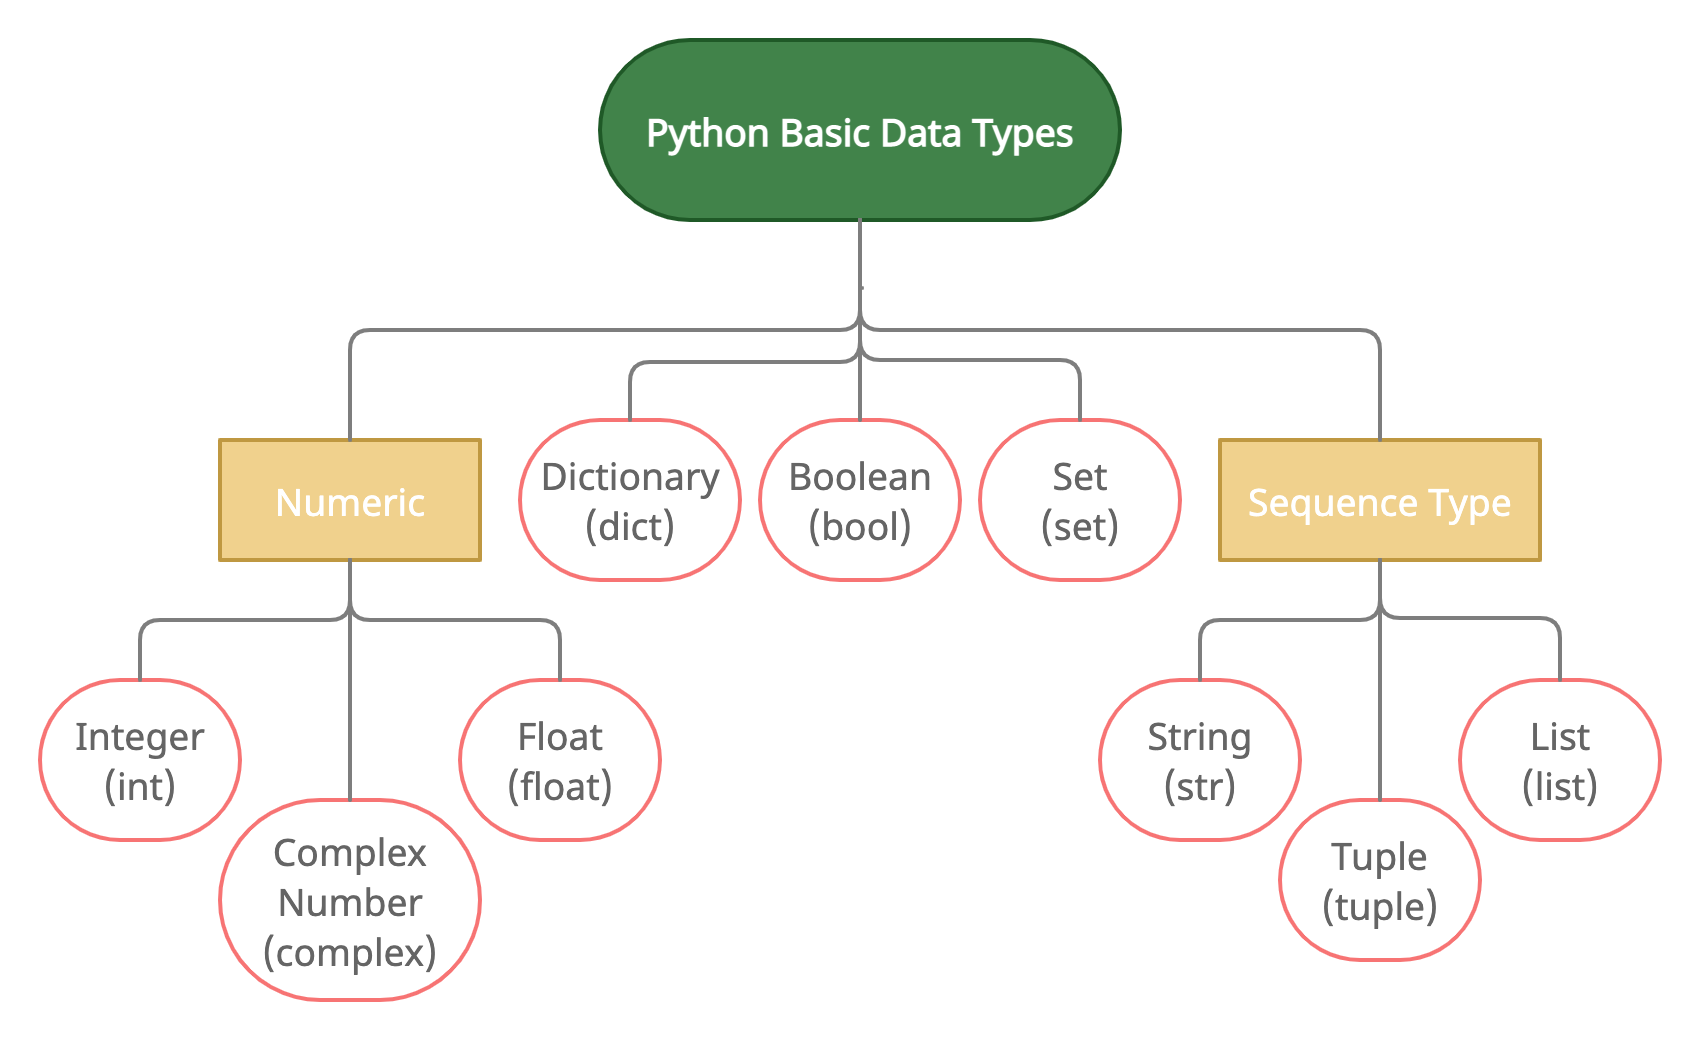 Python Basic Data Types
Numeric
Dictionary
(dict)
Boolean
(bool)
Set
(set)
Sequence Type
Integer
(int)
Complex
Number
(complex)
Float
(float)
String
(str)
Tuple
(tuple)
List
(list)